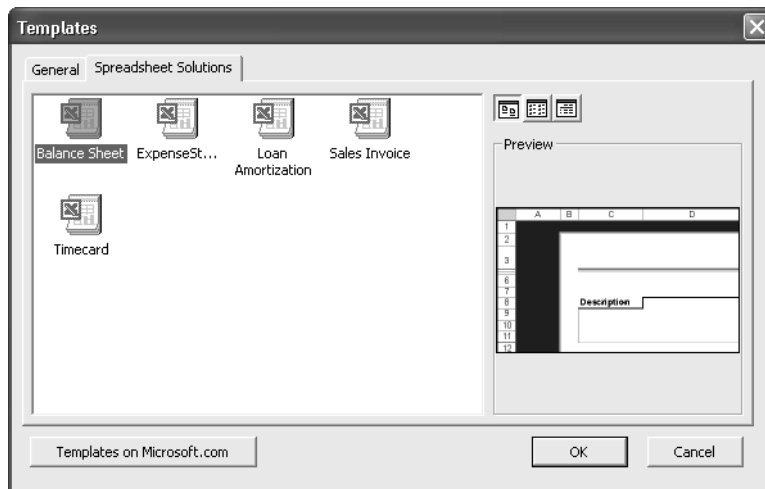 Templates
General Spreadsheet Solutions
Balance Sheet ExpenseSt... Loan Amortization Sales Invoice
Timecard
Preview
A B C D
1
2
3
6
7
8 Description
9
10
11
12
Templates on Microsoft.com OK Cancel